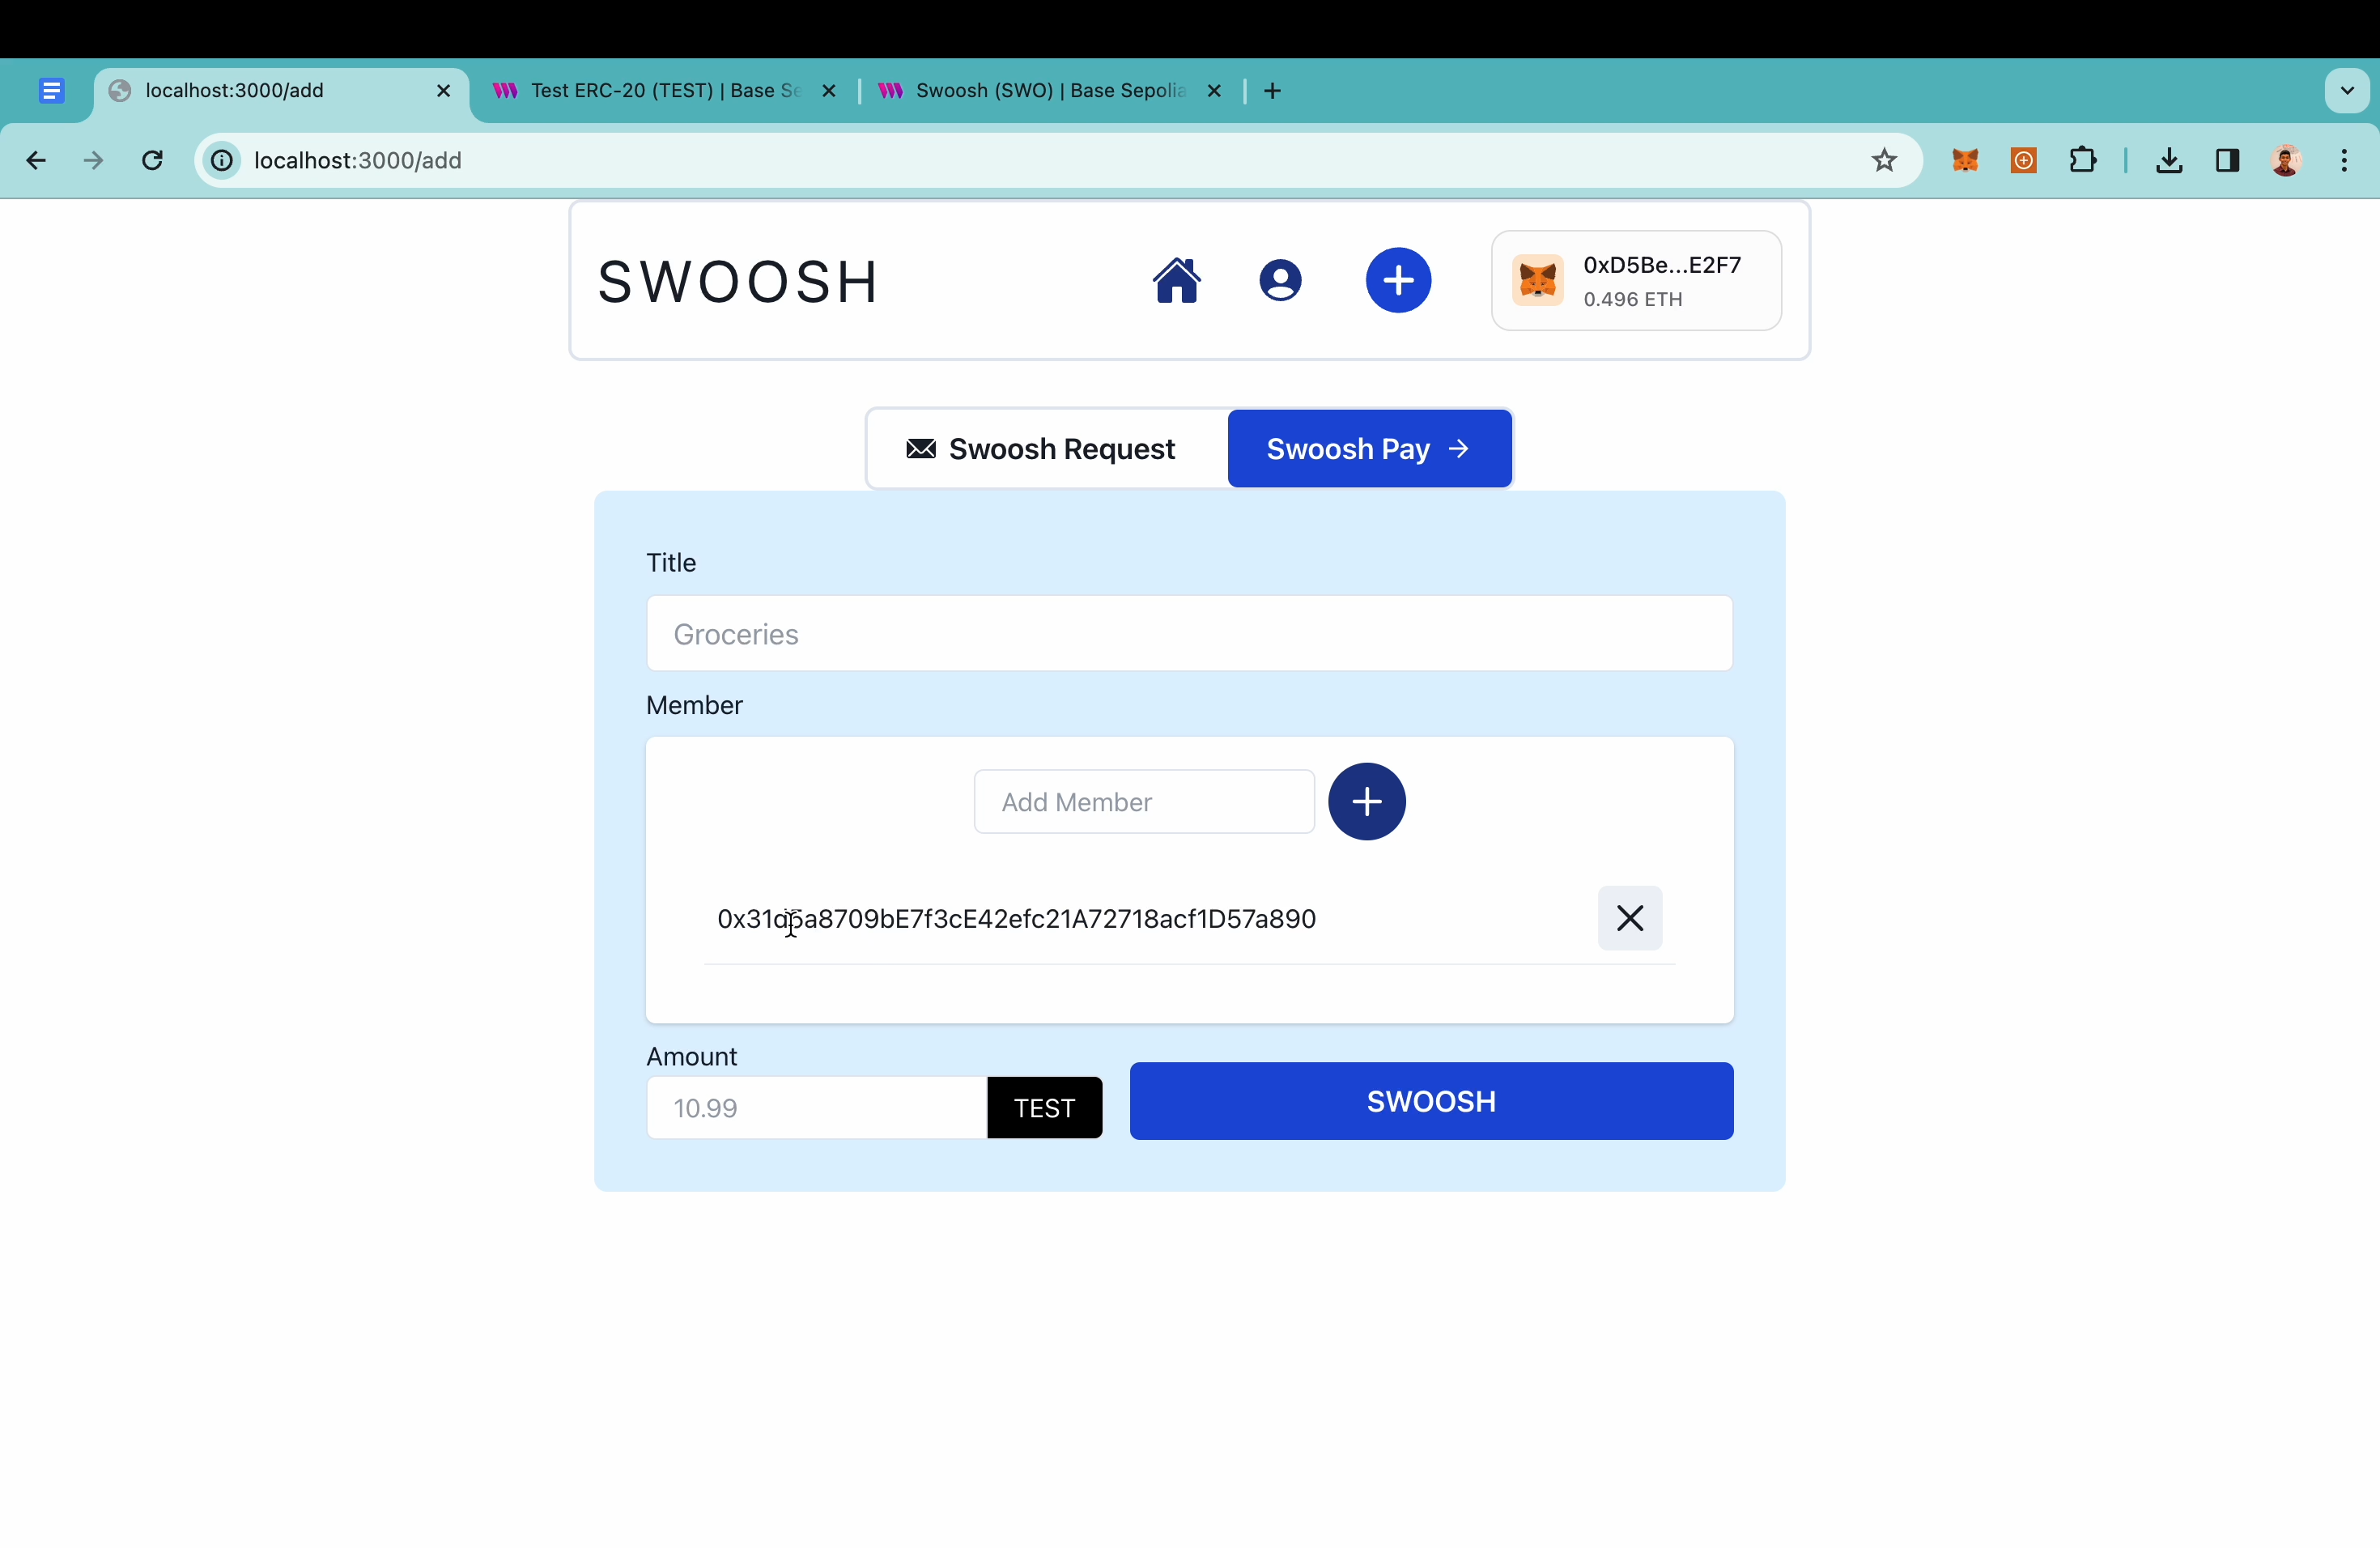 localhost:3000/add
Test ERC-20 (TEST) | Base Se
Swoosh (SWO) | Base Sepolia
localhost:3000/add
SWOOSH
0xD5Be...E2F7
0.496 ETH
Swoosh Request
Swoosh Pay →
Title
Groceries
Member
Add Member
0x31d5a8709bE7f3cE42efc21A72718acf1D57a890
Amount
10.99
TEST
SWOOSH